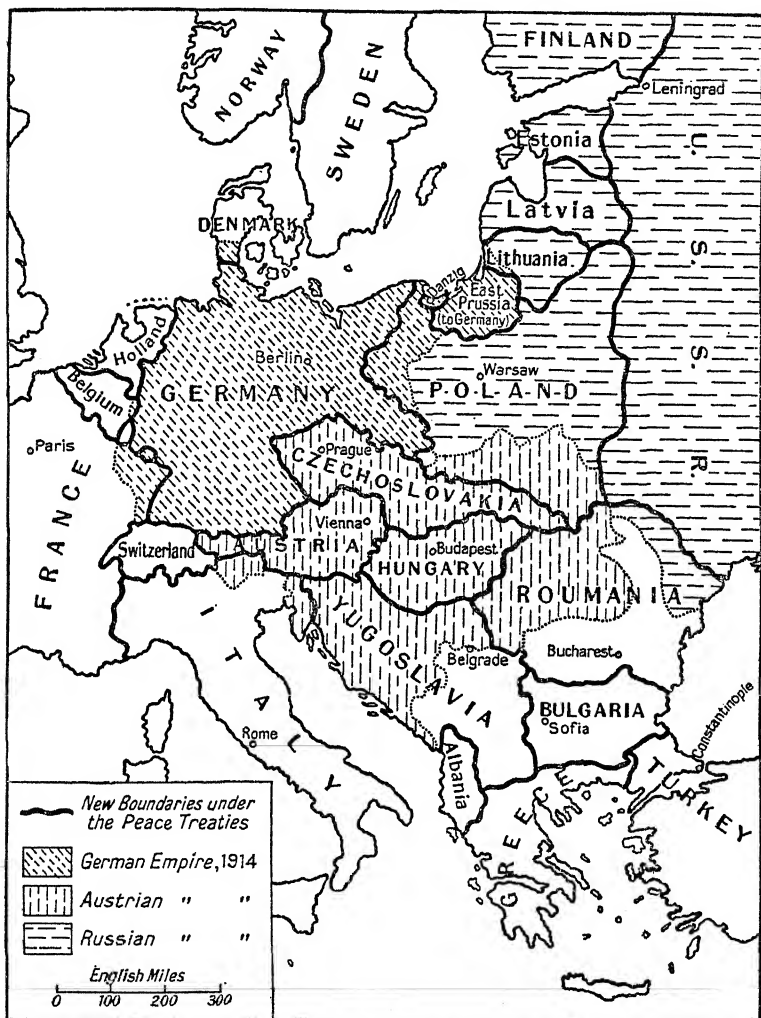 NORWAY
SWEDEN
FINLAND
Leningrad
Estonia
U. S. S. R.
Latvia
Lithuania.
DENMARK
Danzig
East
Prussia
(to Germany)
Holland
Berlin
GERMANY
Warsaw
P-O-L-A-N-D
Belgium
Paris
Prague
CZECHOSLOVAKIA
FRANCE
Vienna
Switzerland
AUSTRIA
Budapest
HUNGARY
ROUMANIA
ITALY
YUGOSLAVIA
Belgrade
Bucharest
BULGARIA
Sofia
Constantinople
Rome
Albania
TURKEY
GREECE
New Boundaries under
the Peace Treaties
German Empire, 1914
Austrian " "
Russian " "
English Miles
0 100 200 300